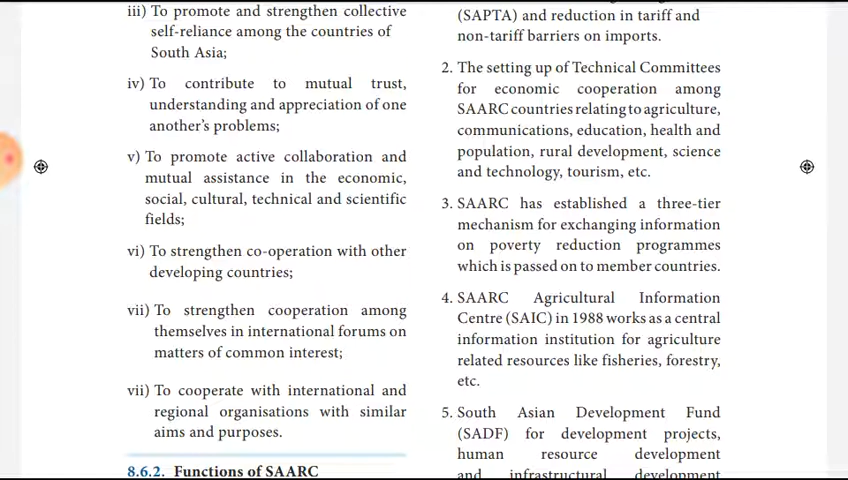 iii) To promote and strengthen collective
self-reliance among the countries of
South Asia;
iv) To contribute to mutual trust,
understanding and appreciation of one
another's problems;
v) To promote active collaboration and
mutual assistance in the economic,
social, cultural, technical and scientific
fields;
vi) To strengthen co-operation with other
developing countries;
vii) To strengthen cooperation among
themselves in international forums on
matters of common interest;
vii) To cooperate with international and
regional organisations with similar
aims and purposes.
8.6.2. Functions of SAARC
(SAPTA) and reduction in tariff and
non-tariff barriers on imports.
2. The setting up of Technical Committees
for economic cooperation among
SAARC countries relating to agriculture,
communications, education, health and
population, rural development, science
and technology, tourism, etc.
3. SAARC has established a three-tier
mechanism for exchanging information
on poverty reduction programmes
which is passed on to member countries.
4. SAARC Agricultural Information
Centre (SAIC) in 1988 works as a central
information institution for agriculture
related resources like fisheries, forestry,
etc.
5. South Asian Development Fund
(SADF) for development projects,
human resource development
and infrastructural development